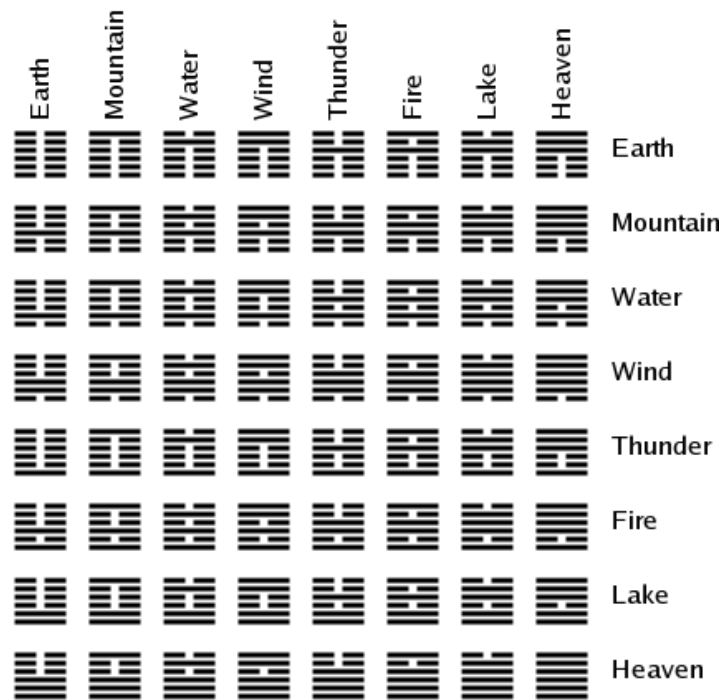 Earth
Mountain
Water
Wind
Thunder
Fire
Lake
Heaven
Earth
Mountain
Water
Wind
Thunder
Fire
Lake
Heaven